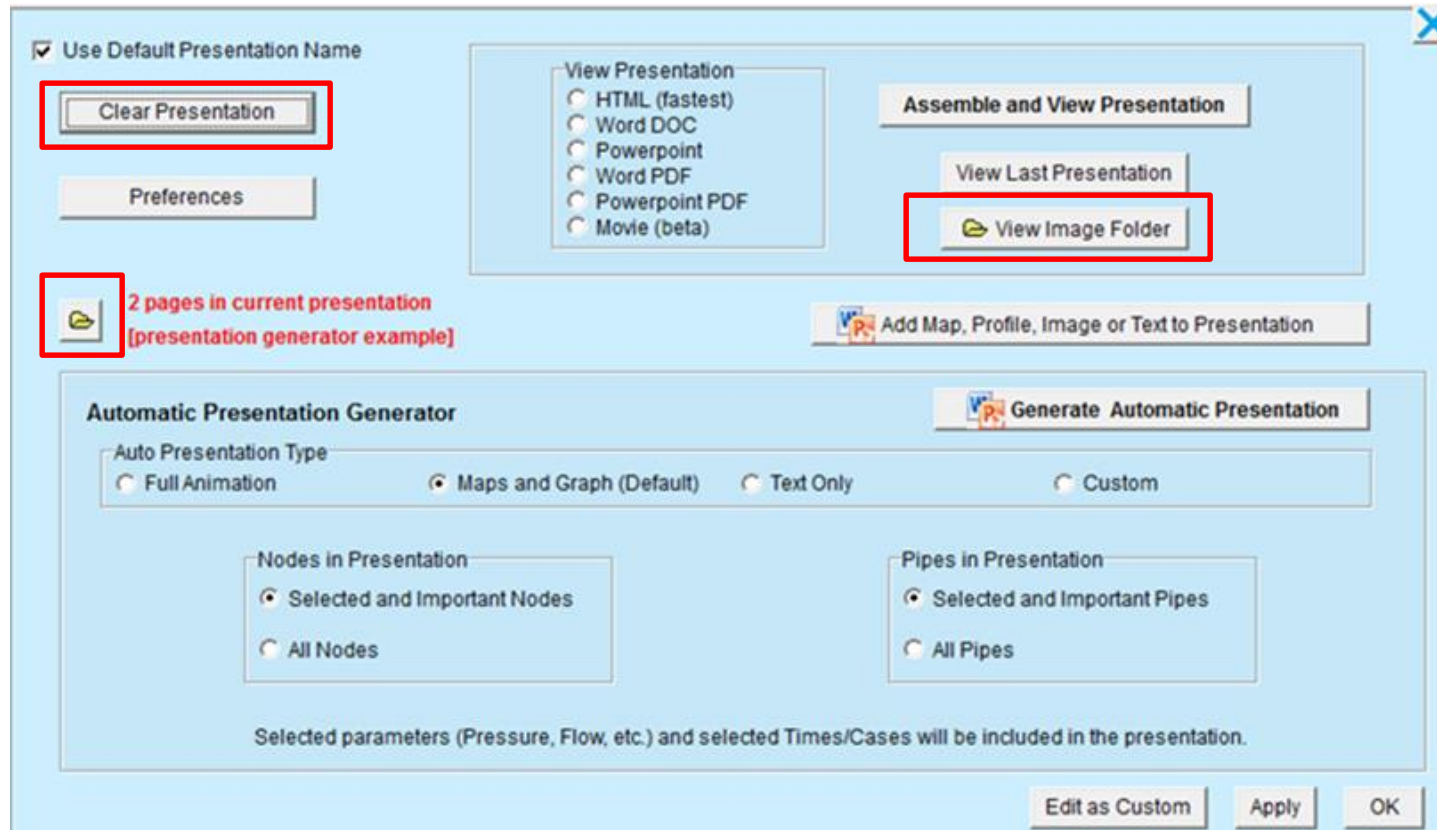 Use Default Presentation Name
Clear Presentation
Preferences
View Presentation
HTML (fastest)
Word DOC
Powerpoint
Word PDF
Powerpoint PDF
Movie (beta)
Assemble and View Presentation
View Last Presentation
View Image Folder
2 pages in current presentation
[presentation generator example]
Add Map, Profile, Image or Text to Presentation
Automatic Presentation Generator
Generate Automatic Presentation
Auto Presentation Type
Full Animation Maps and Graph (Default) Text Only Custom
Nodes in Presentation
Selected and Important Nodes
All Nodes
Pipes in Presentation
Selected and Important Pipes
All Pipes
Selected parameters (Pressure, Flow, etc.) and selected Times/Cases will be included in the presentation.
Edit as Custom Apply OK